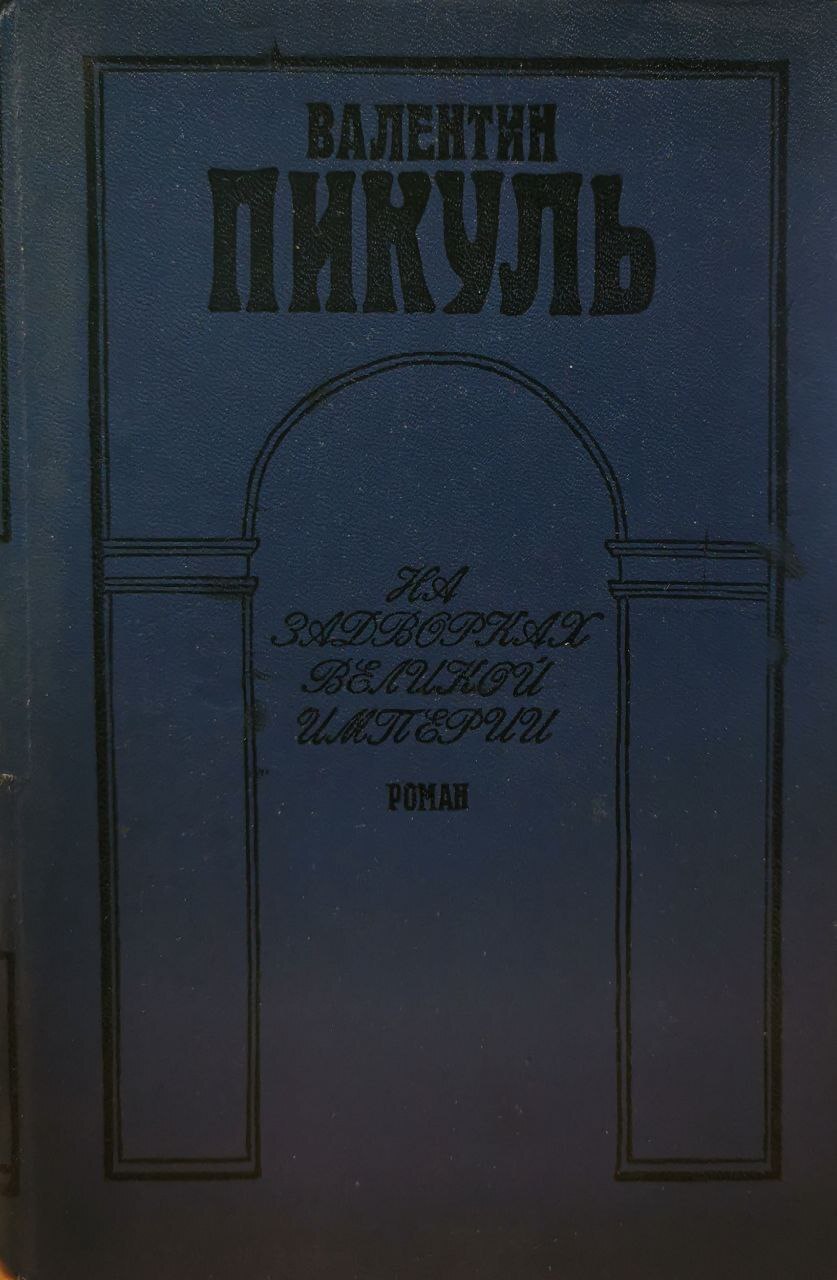 ВАЛЕНТИН
ПИКУЛЬ
НА
ЗАДВОРКАХ
ВЕЛИКОЙ
ИМПЕРИИ
РОМАН